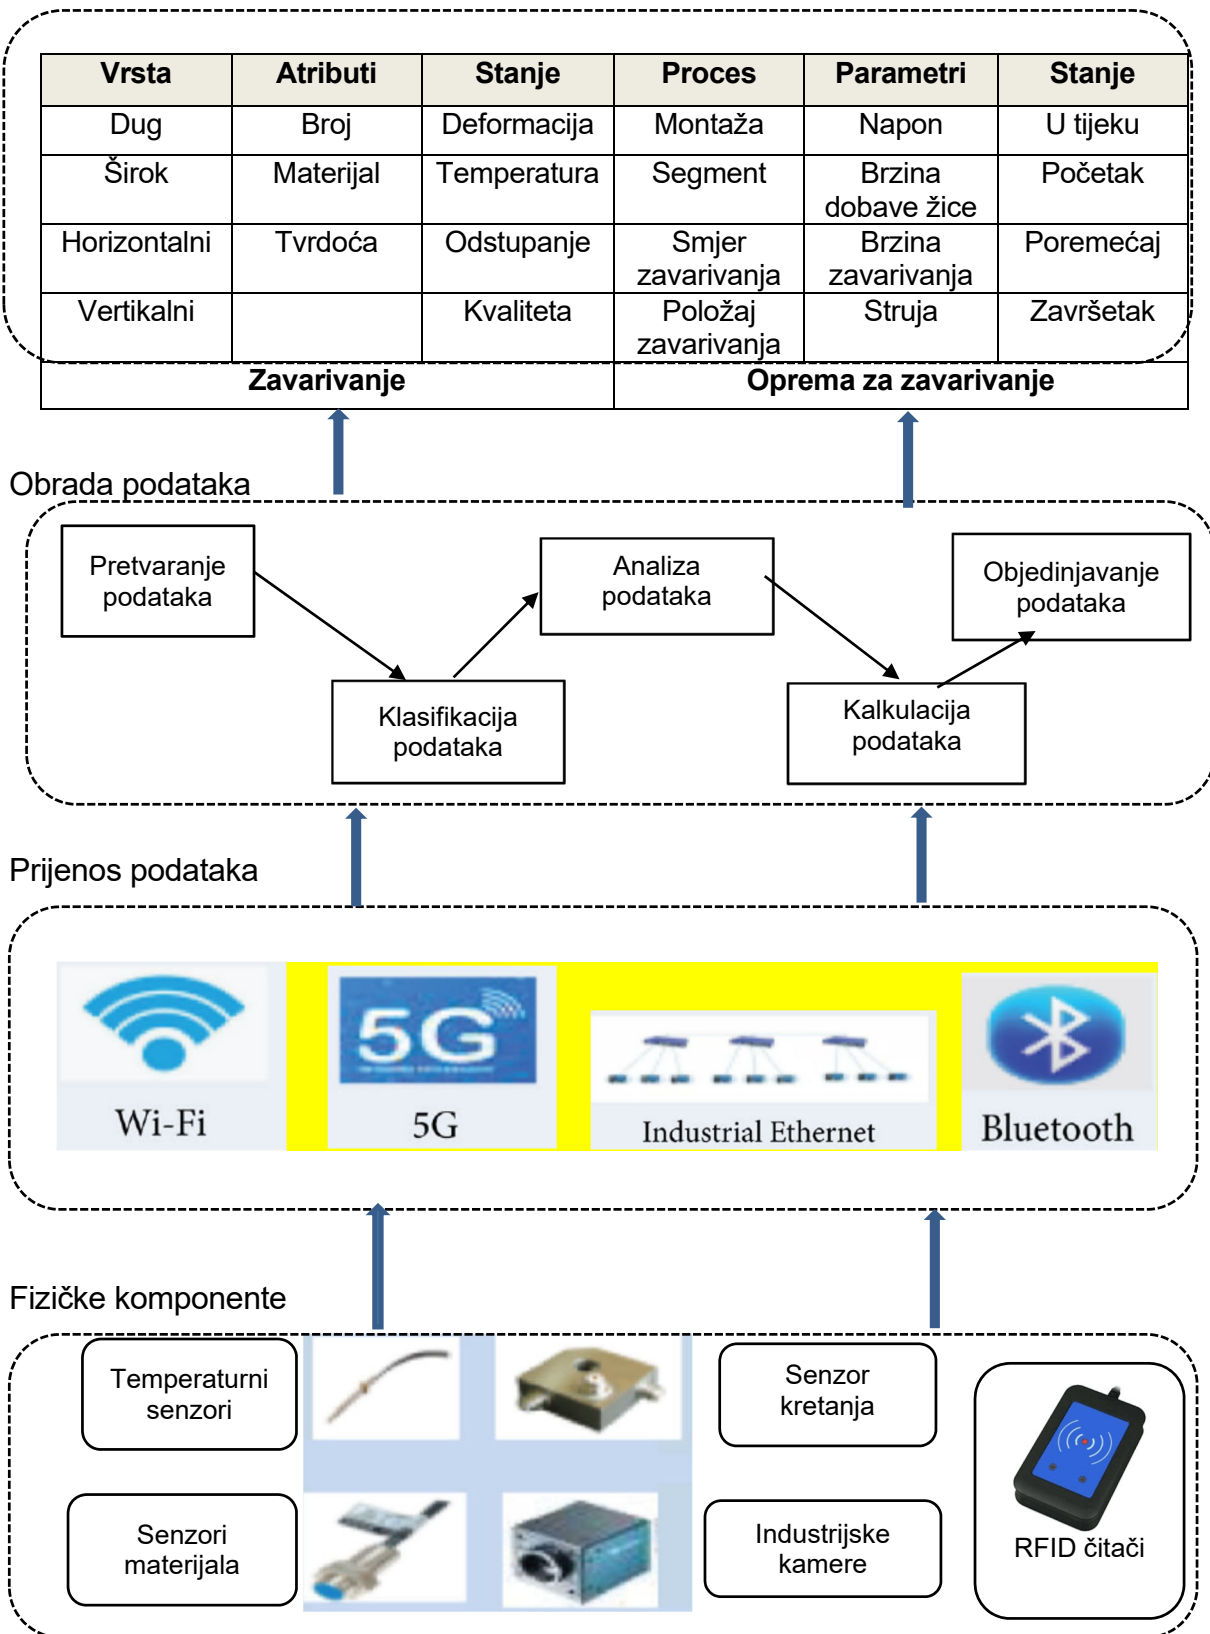 Vrsta Atributi Stanje Proces Parametri Stanje
Dug Broj Deformacija Montaža Napon U tijeku
Širok Materijal Temperatura Segment Brzina dobave žice Početak
Horizontalni Tvrdoća Odstupanje Smjer zavarivanja Brzina zavarivanja Poremećaj
Vertikalni Kvaliteta Položaj zavarivanja Struja Završetak
Zavarivanje Oprema za zavarivanje
Obrada podataka
Pretvaranje
podataka
Klasifikacija
podataka
Analiza
podataka
Kalkulacija
podataka
Objedinjavanje
podataka
Prijenos podataka
Wi-Fi
5G
5G
Industrial Ethernet
Bluetooth
Fizičke komponente
Temperaturni
senzori
Senzor
kretanja
Senzori
materijala
Industrijske
kamere
RFID čitači